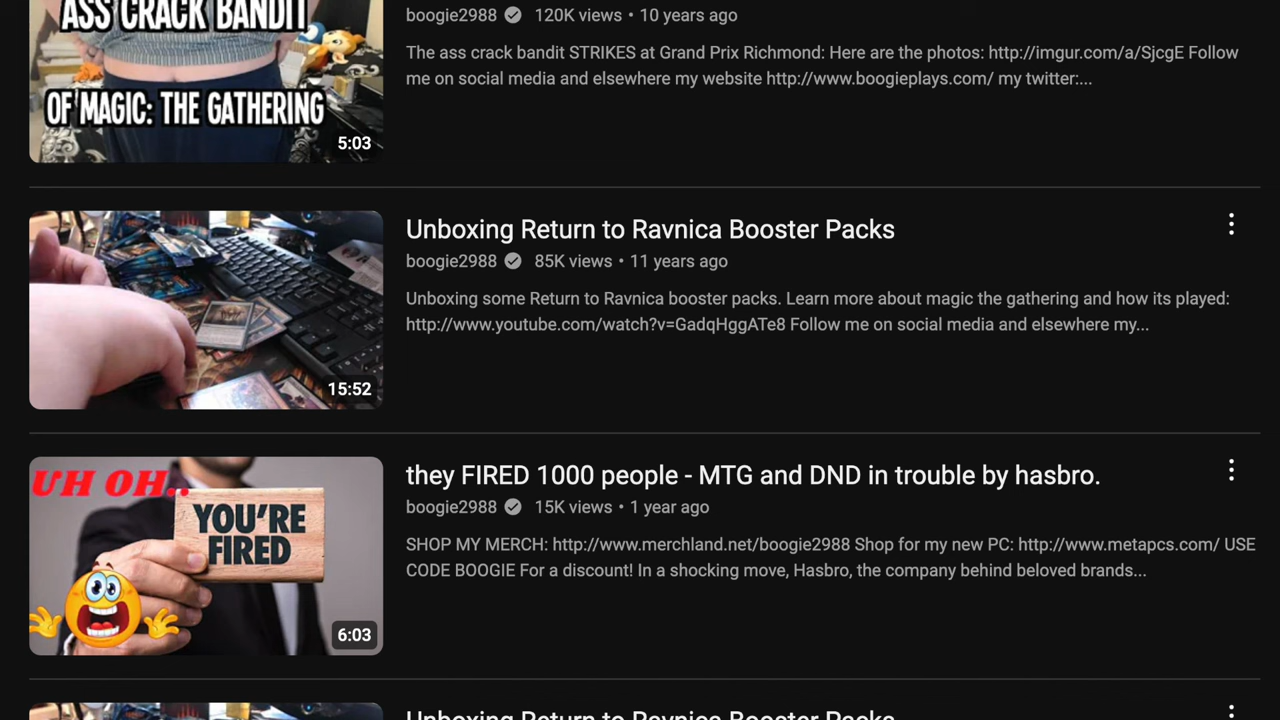 ASS CRACK BANDIT
OF MAGIC: THE GATHERING
5:03
boogie2988 120K views • 10 years ago
The ass crack bandit STRIKES at Grand Prix Richmond: Here are the photos: http://imgur.com/a/SjcgE Follow
me on social media and elsewhere my website http://www.boogieplays.com/ my twitter:...
15:52
Unboxing Return to Ravnica Booster Packs
boogie2988 85K views • 11 years ago
Unboxing some Return to Ravnica booster packs. Learn more about magic the gathering and how its played:
http://www.youtube.com/watch?v=GadqHggATe8 Follow me on social media and elsewhere my...
UH OH..
YOU'RE
FIRED
6:03
they FIRED 1000 people - MTG and DND in trouble by hasbro.
boogie2988 15K views • 1 year ago
SHOP MY MERCH: http://www.merchland.net/boogie2988 Shop for my new PC: http://www.metapcs.com/ USE
CODE BOOGIE For a discount! In a shocking move, Hasbro, the company behind beloved brands...
Unboxing Return to Ravnica Booster Packs